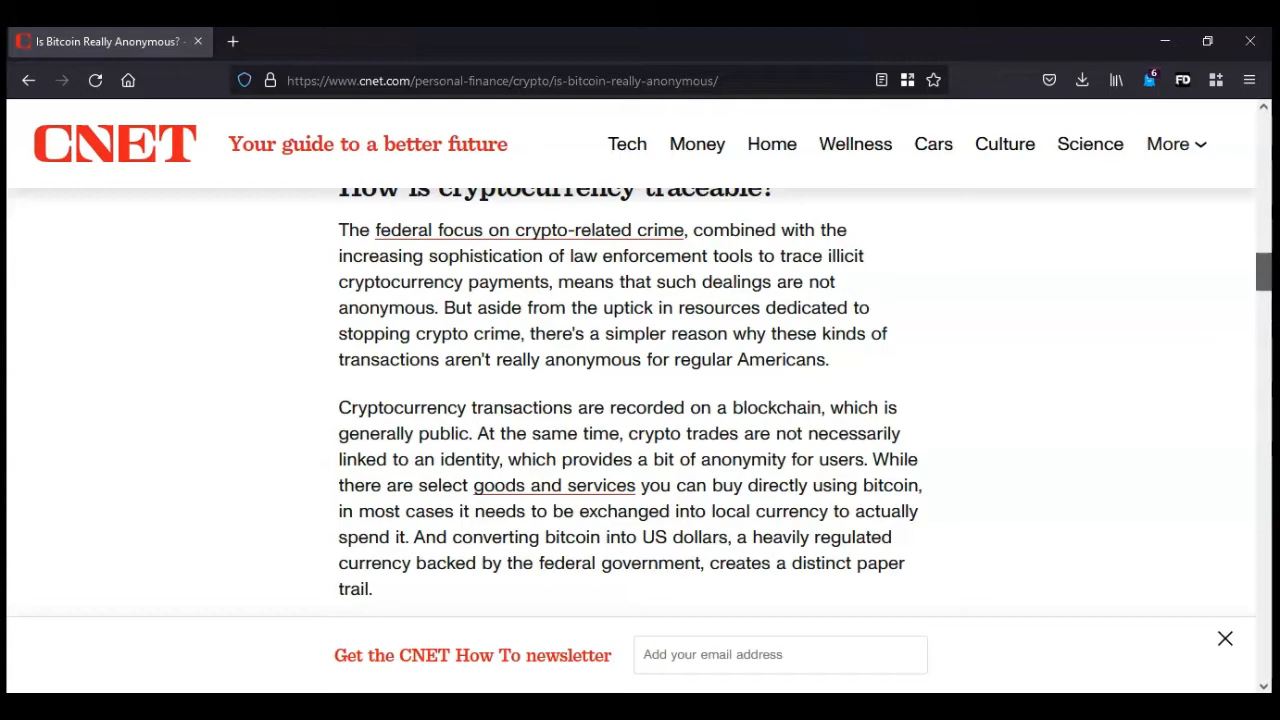 Is Bitcoin Really Anonymous? -
https://www.cnet.com/personal-finance/crypto/is-bitcoin-really-anonymous/
6
FD
CNET
Your guide to a better future
Tech Money Home Wellness Cars Culture Science More
How is cryptocurrency traceable?
The federal focus on crypto-related crime, combined with the
increasing sophistication of law enforcement tools to trace illicit
cryptocurrency payments, means that such dealings are not
anonymous. But aside from the uptick in resources dedicated to
stopping crypto crime, there's a simpler reason why these kinds of
transactions aren't really anonymous for regular Americans.
Cryptocurrency transactions are recorded on a blockchain, which is
generally public. At the same time, crypto trades are not necessarily
linked to an identity, which provides a bit of anonymity for users. While
there are select goods and services you can buy directly using bitcoin,
in most cases it needs to be exchanged into local currency to actually
spend it. And converting bitcoin into US dollars, a heavily regulated
currency backed by the federal government, creates a distinct paper
trail.
Get the CNET How To newsletter
Add your email address